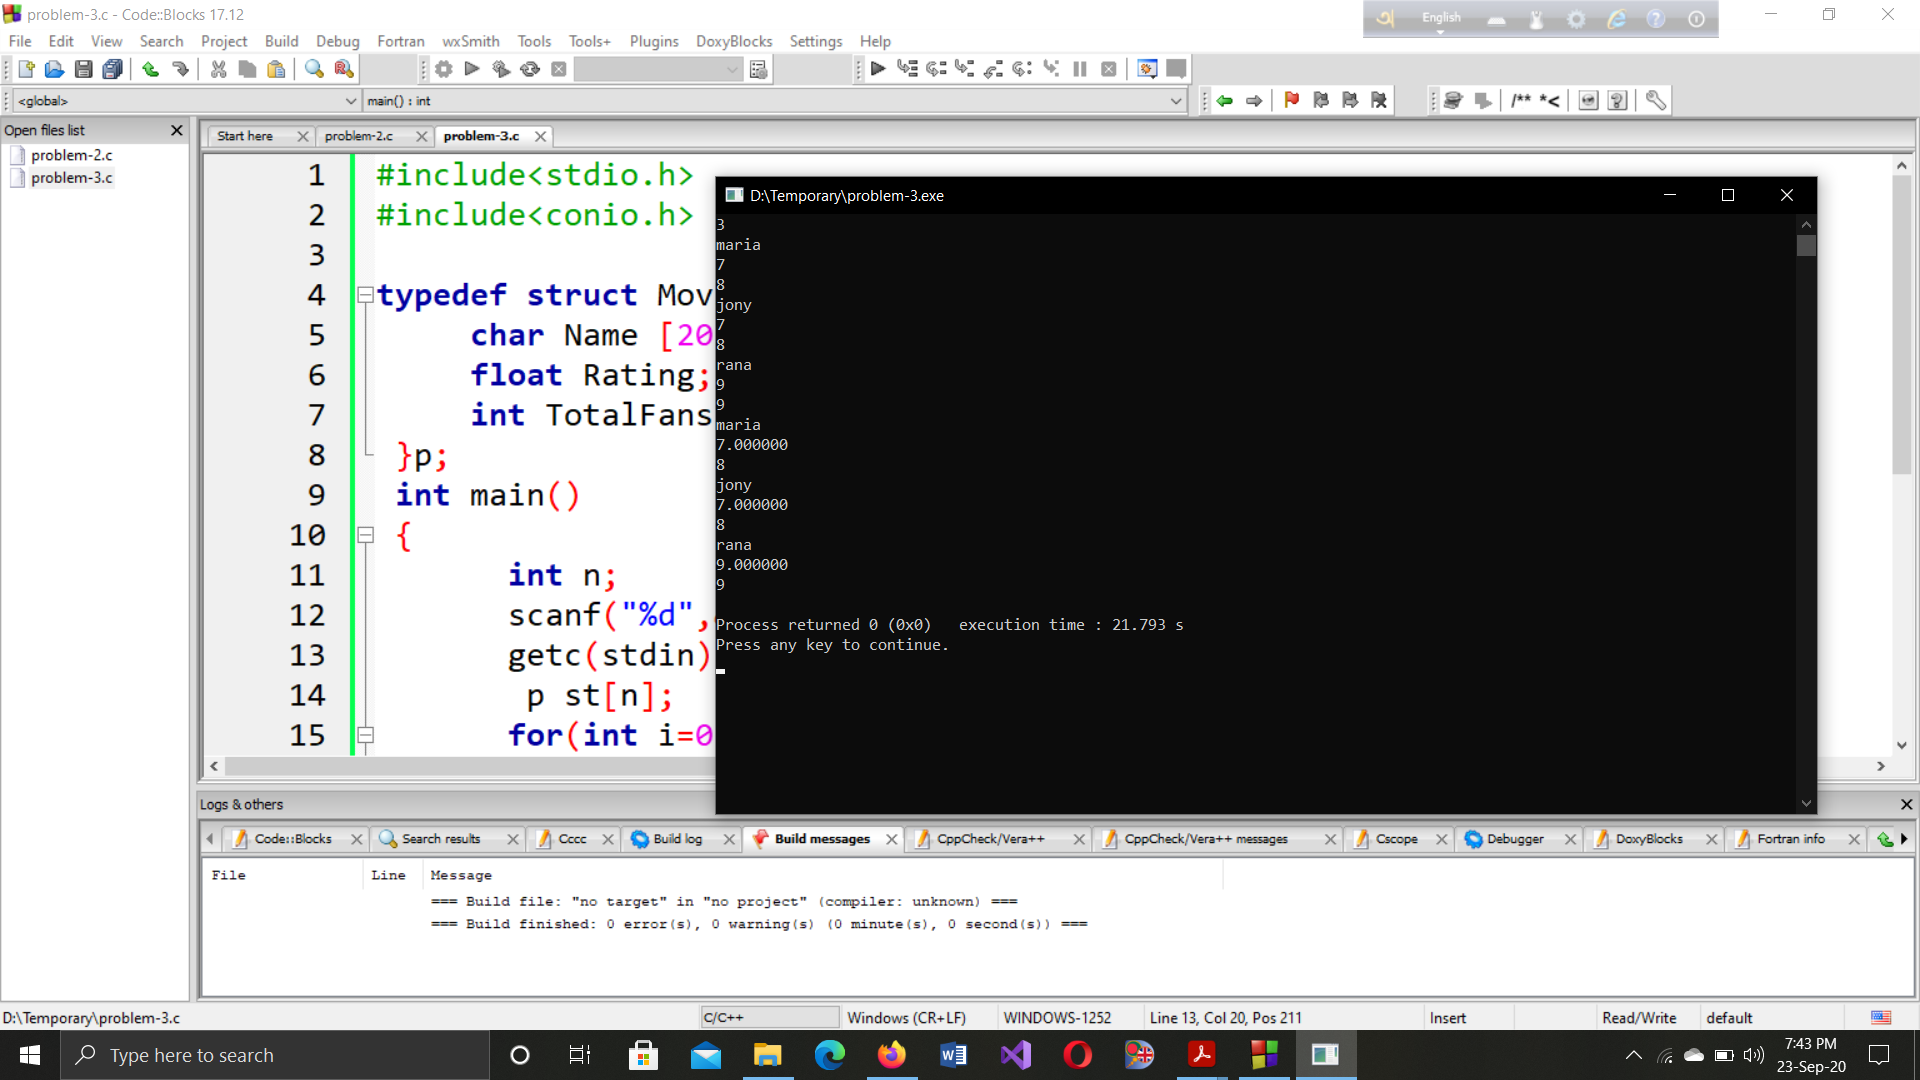 problem-3.c - Code::Blocks 17.12
English
File Edit View Search Project Build Debug Fortran wxSmith Tools Tools+ Plugins DoxyBlocks Settings Help
<global>
main() : int
/** *<
Open files list
problem-2.c
problem-3.c
Start here
problem-2.c
problem-3.c
1 #include<stdio.h>
2 #include<conio.h>
3
4 typedef struct Mov
5 char Name [20
6 float Rating;
7 int TotalFans
8 }p;
9 int main()
10 {
11 int n;
12 scanf("%d",
13 getc(stdin)
14 p st[n];
15 for(int i=0
D:\Temporary\problem-3.exe
3
maria
7
8
jony
7
8
rana
9
9
maria
7.000000
8
jony
7.000000
8
rana
9.000000
9
Process returned 0 (0x0)   execution time : 21.793 s
Press any key to continue.
Logs & others
Code::Blocks
Search results
Cccc
Build log
Build messages
CppCheck/Vera++
CppCheck/Vera++ messages
Cscope
Debugger
DoxyBlocks
Fortran info
File Line Message
=== Build file: "no target" in "no project" (compiler: unknown) ===
=== Build finished: 0 error(s), 0 warning(s) (0 minute(s), 0 second(s)) ===
D:\Temporary\problem-3.c
C/C++
Windows (CR+LF)
WINDOWS-1252
Line 13, Col 20, Pos 211
Insert
Read/Write
default
Type here to search
7:43 PM
23-Sep-20